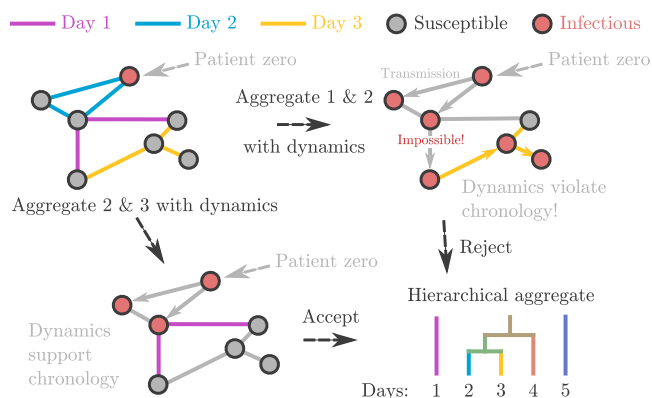 Day 1 Day 2 Day 3 Susceptible Infectious
Patient zero
Patient zero
Transmission
Aggregate 1 & 2
with dynamics
Impossible!
Dynamics violate
chronology!
Aggregate 2 & 3 with dynamics
Reject
Patient zero
Hierarchical aggregate
Accept
Dynamics
support
chronology
Days: 1 2 3 4 5